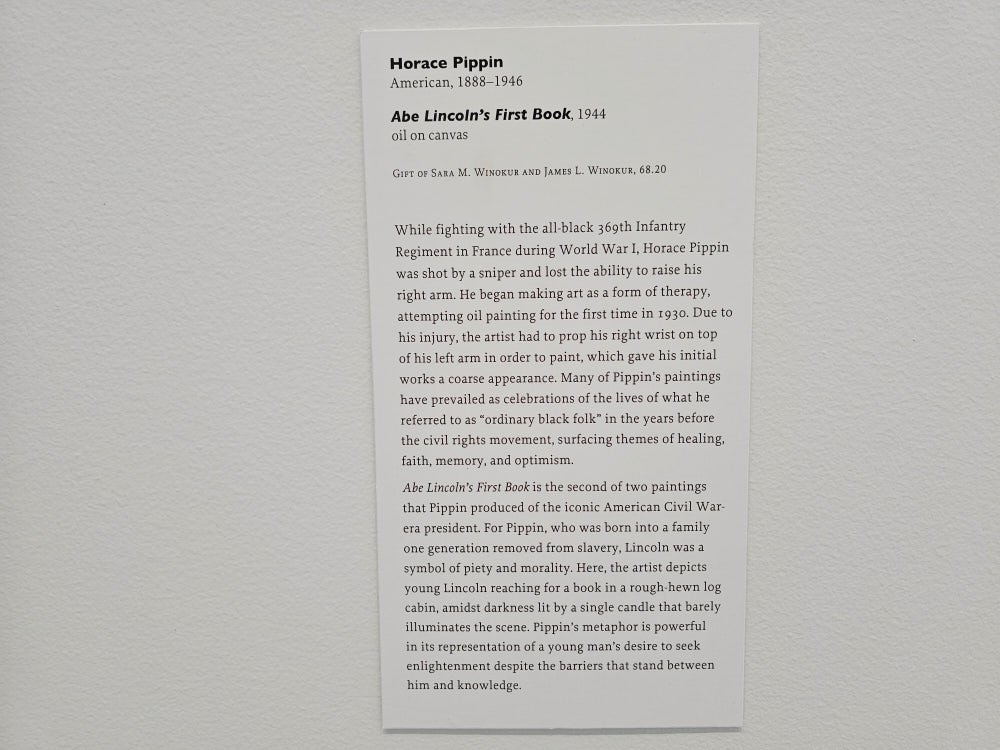 Horace Pippin
American, 1888–1946
Abe Lincoln's First Book, 1944
oil on canvas
Gift of Sara M. Winokur and James L. Winokur, 68.20
While fighting with the all-black 369th Infantry
Regiment in France during World War I, Horace Pippin
was shot by a sniper and lost the ability to raise his
right arm. He began making art as a form of therapy,
attempting oil painting for the first time in 1930. Due to
his injury, the artist had to prop his right wrist on top
of his left arm in order to paint, which gave his initial
works a coarse appearance. Many of Pippin's paintings
have prevailed as celebrations of the lives of what he
referred to as “ordinary black folk” in the years before
the civil rights movement, surfacing themes of healing,
faith, memory, and optimism.
Abe Lincoln's First Book is the second of two paintings
that Pippin produced of the iconic American Civil War-
era president. For Pippin, who was born into a family
one generation removed from slavery, Lincoln was a
symbol of piety and morality. Here, the artist depicts
young Lincoln reaching for a book in a rough-hewn log
cabin, amidst darkness lit by a single candle that barely
illuminates the scene. Pippin's metaphor is powerful
in its representation of a young man's desire to seek
enlightenment despite the barriers that stand between
him and knowledge.